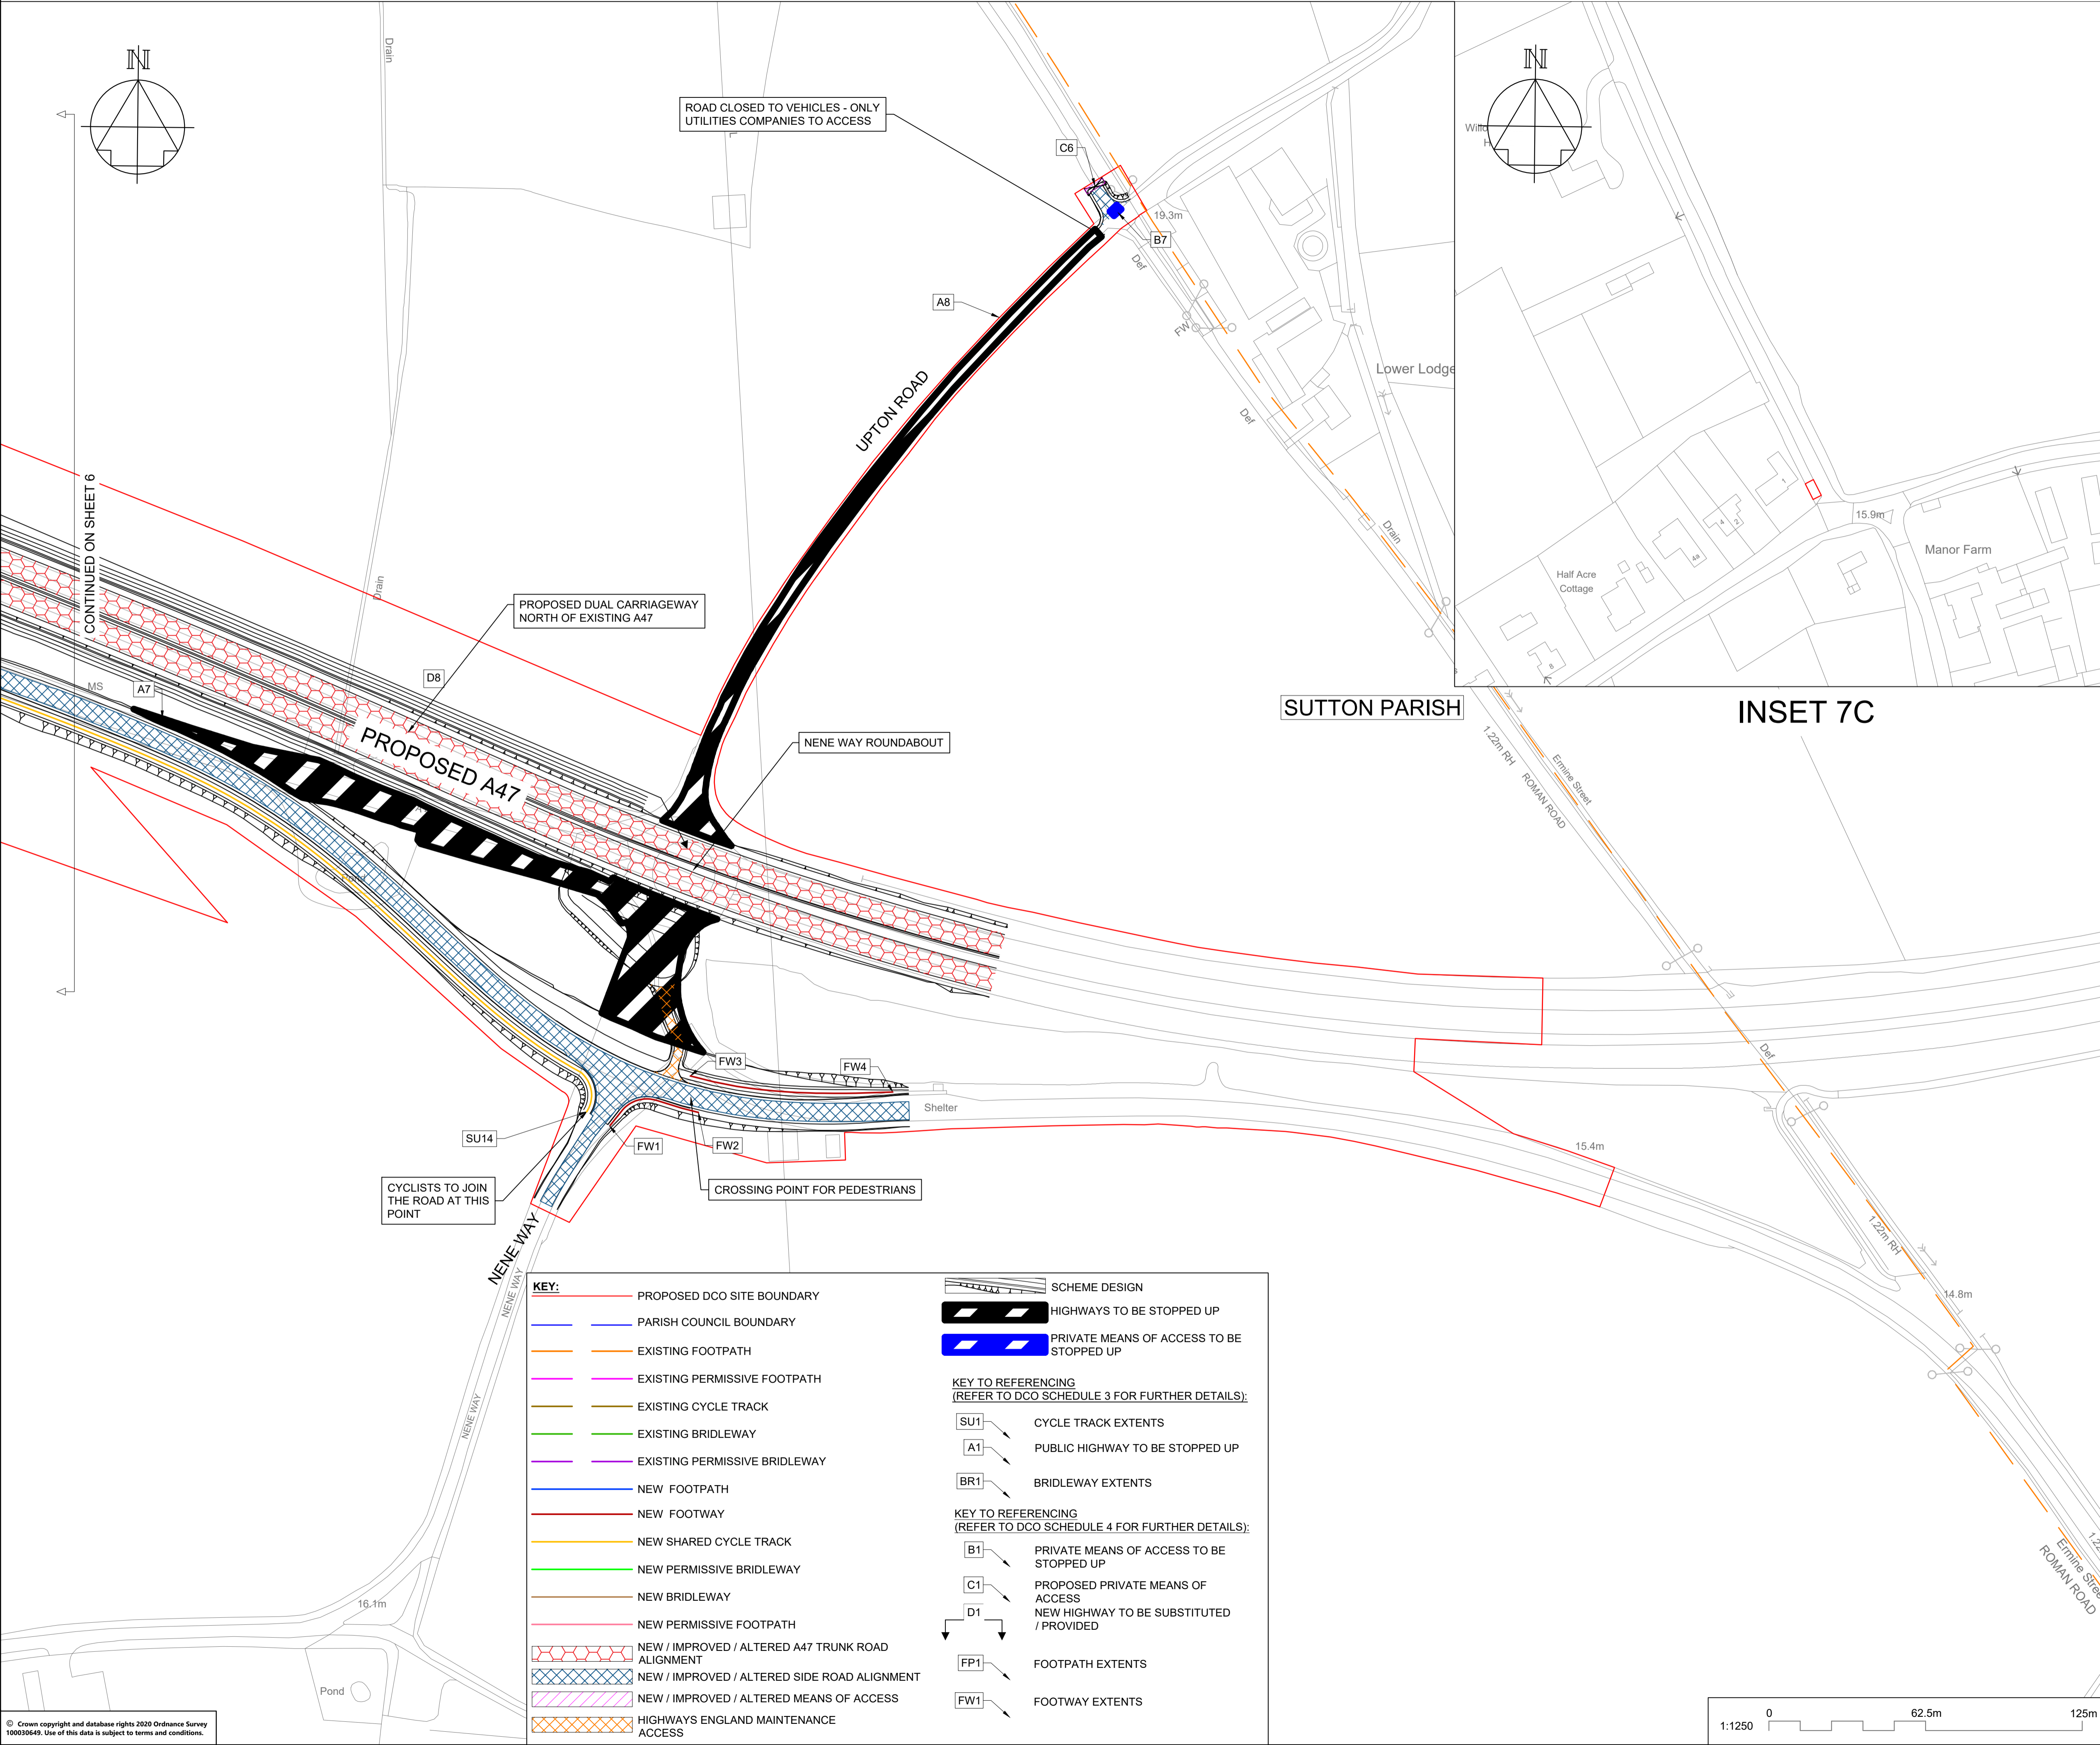 N
N
Drain
ROAD CLOSED TO VEHICLES - ONLY
UTILITIES COMPANIES TO ACCESS
C6
19.3m
B7
Def
A8
FW
UPTON ROAD
Lower Lodge
Def
Drain
CONTINUED ON SHEET 6
Drain
PROPOSED DUAL CARRIAGEWAY
NORTH OF EXISTING A47
D8
MS
A7
PROPOSED A47
NENE WAY ROUNDABOUT
SUTTON PARISH
1
4
2
4a
15.9m
Manor Farm
Half Acre
Cottage
8
INSET 7C
1.22m RH
ROMAN ROAD
Ermine Street
Pond
Def
FW3
FW4
Shelter
SU14
FW1
FW2
CYCLISTS TO JOIN
THE ROAD AT THIS
POINT
CROSSING POINT FOR PEDESTRIANS
15.4m
1.22m RH
14.8m
NENE WAY
NENE WAY
NENE WAY
16.1m
Pond
Ermine Stree
ROMAN ROAD
KEY:
PROPOSED DCO SITE BOUNDARY
PARISH COUNCIL BOUNDARY
EXISTING FOOTPATH
EXISTING PERMISSIVE FOOTPATH
EXISTING CYCLE TRACK
EXISTING BRIDLEWAY
EXISTING PERMISSIVE BRIDLEWAY
NEW FOOTPATH
NEW FOOTWAY
NEW SHARED CYCLE TRACK
NEW PERMISSIVE BRIDLEWAY
NEW BRIDLEWAY
NEW PERMISSIVE FOOTPATH
NEW / IMPROVED / ALTERED A47 TRUNK ROAD
ALIGNMENT
NEW / IMPROVED / ALTERED SIDE ROAD ALIGNMENT
NEW / IMPROVED / ALTERED MEANS OF ACCESS
HIGHWAYS ENGLAND MAINTENANCE
ACCESS
SCHEME DESIGN
HIGHWAYS TO BE STOPPED UP
PRIVATE MEANS OF ACCESS TO BE
STOPPED UP
KEY TO REFERENCING
(REFER TO DCO SCHEDULE 3 FOR FURTHER DETAILS):
SU1 CYCLE TRACK EXTENTS
A1 PUBLIC HIGHWAY TO BE STOPPED UP
BR1 BRIDLEWAY EXTENTS
KEY TO REFERENCING
(REFER TO DCO SCHEDULE 4 FOR FURTHER DETAILS):
B1 PRIVATE MEANS OF ACCESS TO BE
STOPPED UP
C1 PROPOSED PRIVATE MEANS OF
ACCESS
D1 NEW HIGHWAY TO BE SUBSTITUTED
/ PROVIDED
FP1 FOOTPATH EXTENTS
FW1 FOOTWAY EXTENTS
© Crown copyright and database rights 2020 Ordnance Survey
100030649. Use of this data is subject to terms and conditions.
1:1250
0 62.5m 125m